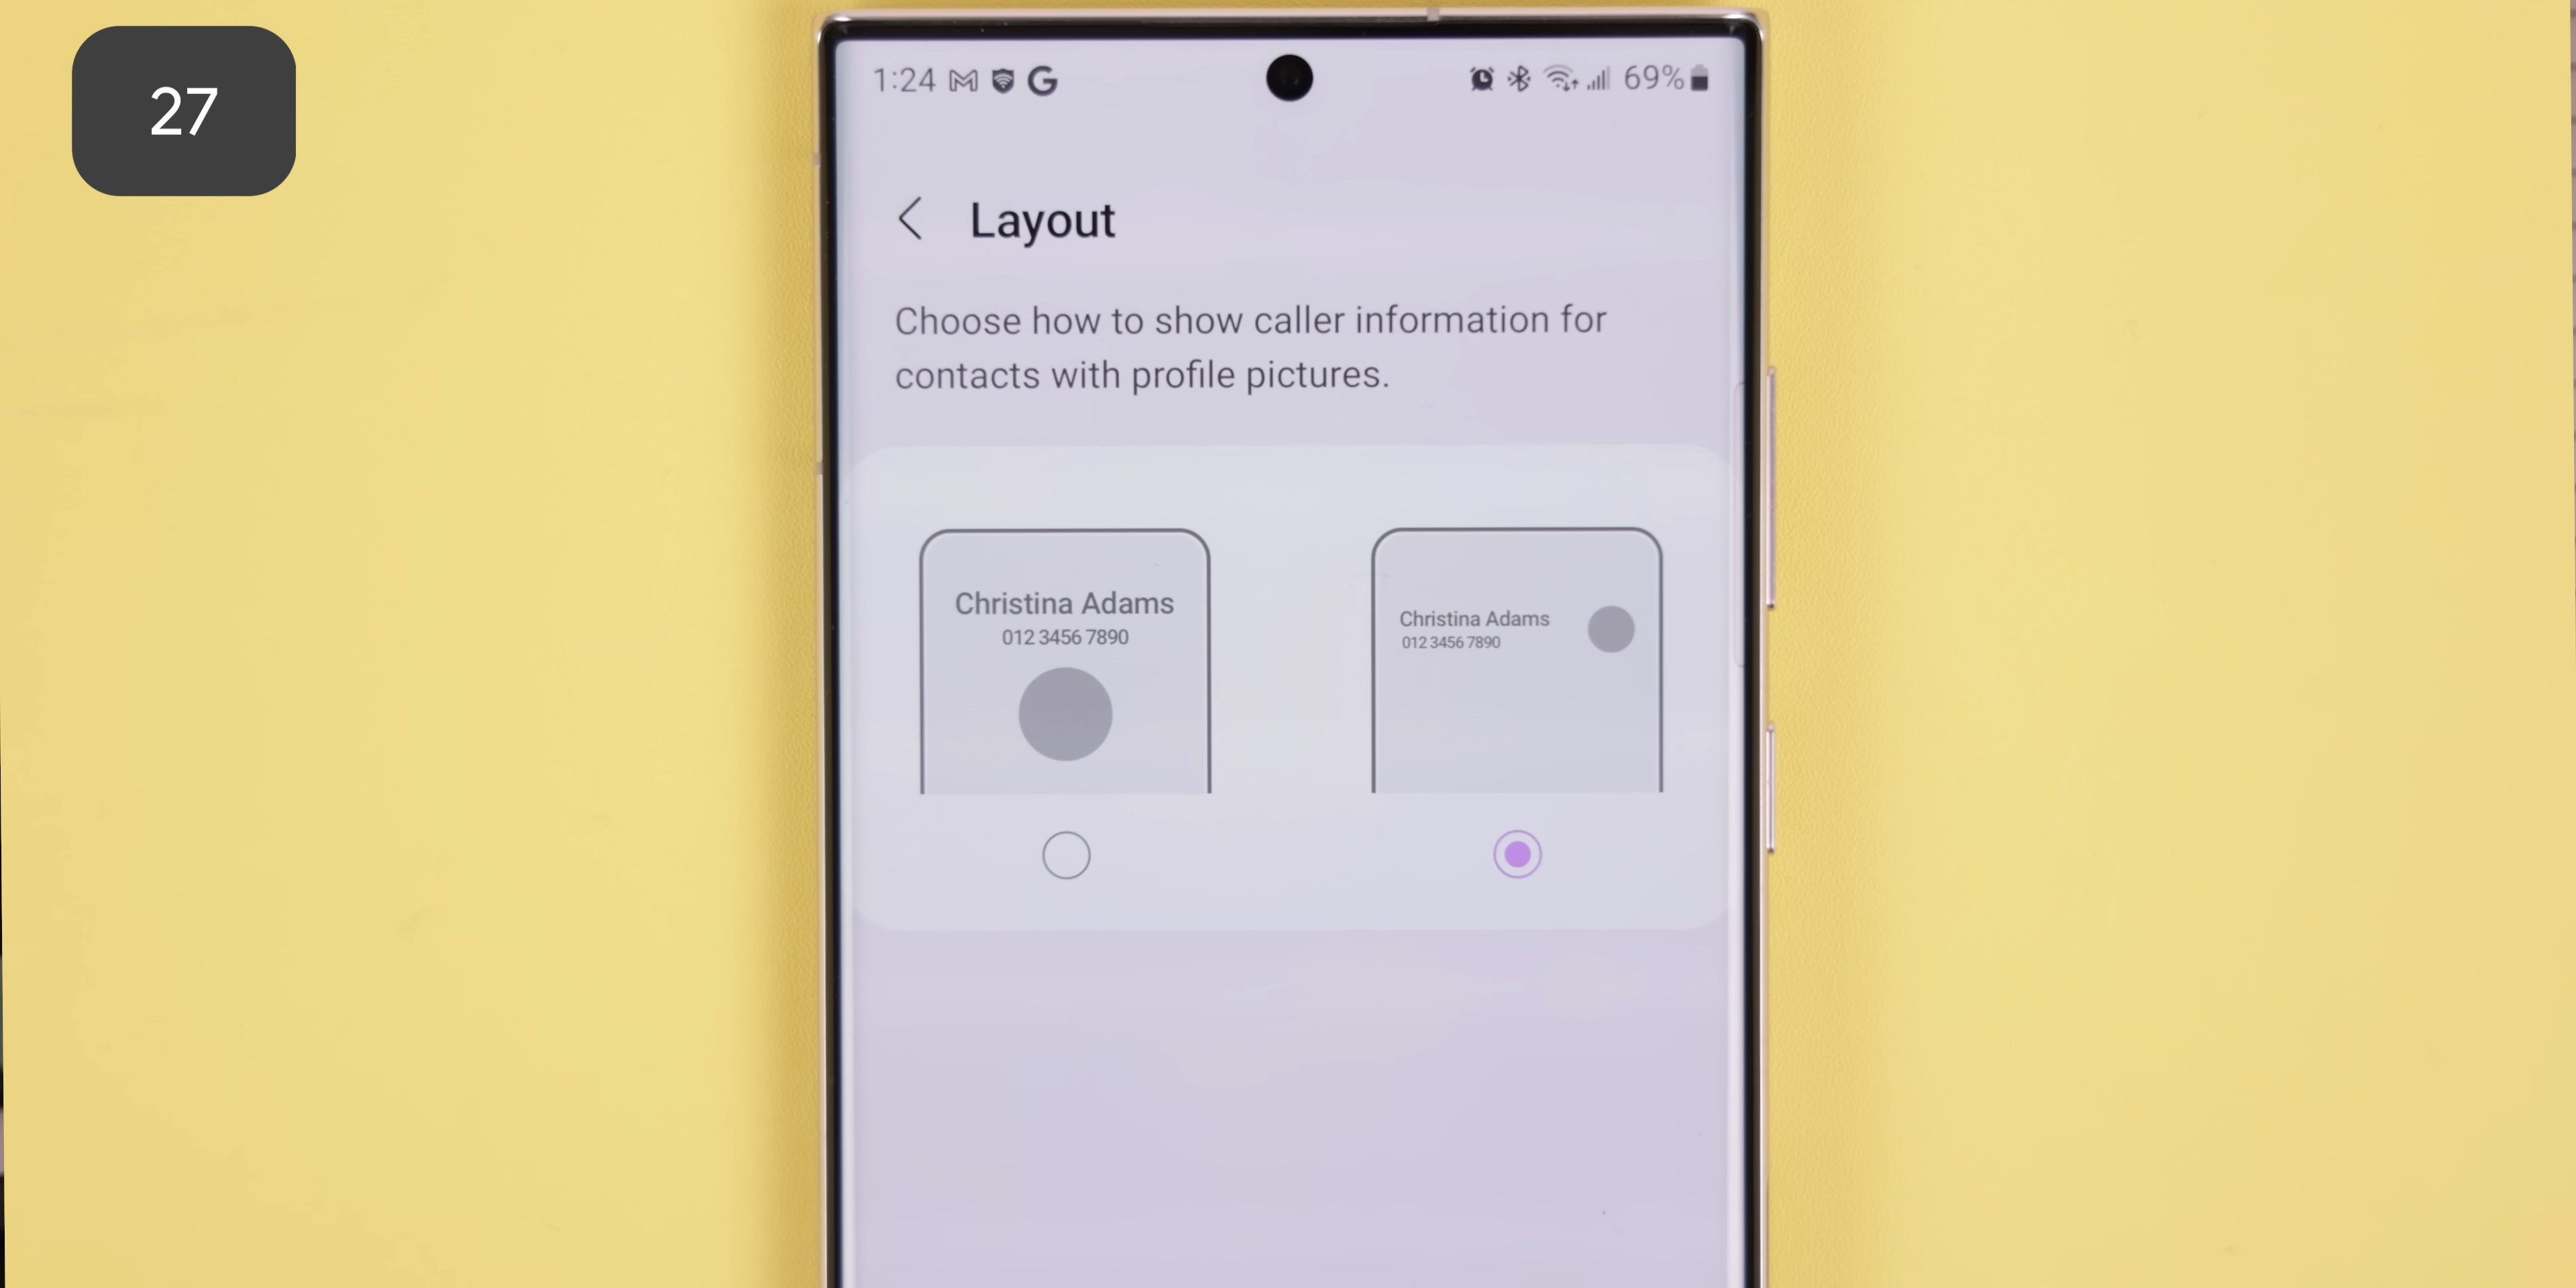 27
1:24 G 69%
Layout
Choose how to show caller information for
contacts with profile pictures.
Christina Adams
012 3456 7890
Christina Adams
012 3456 7890